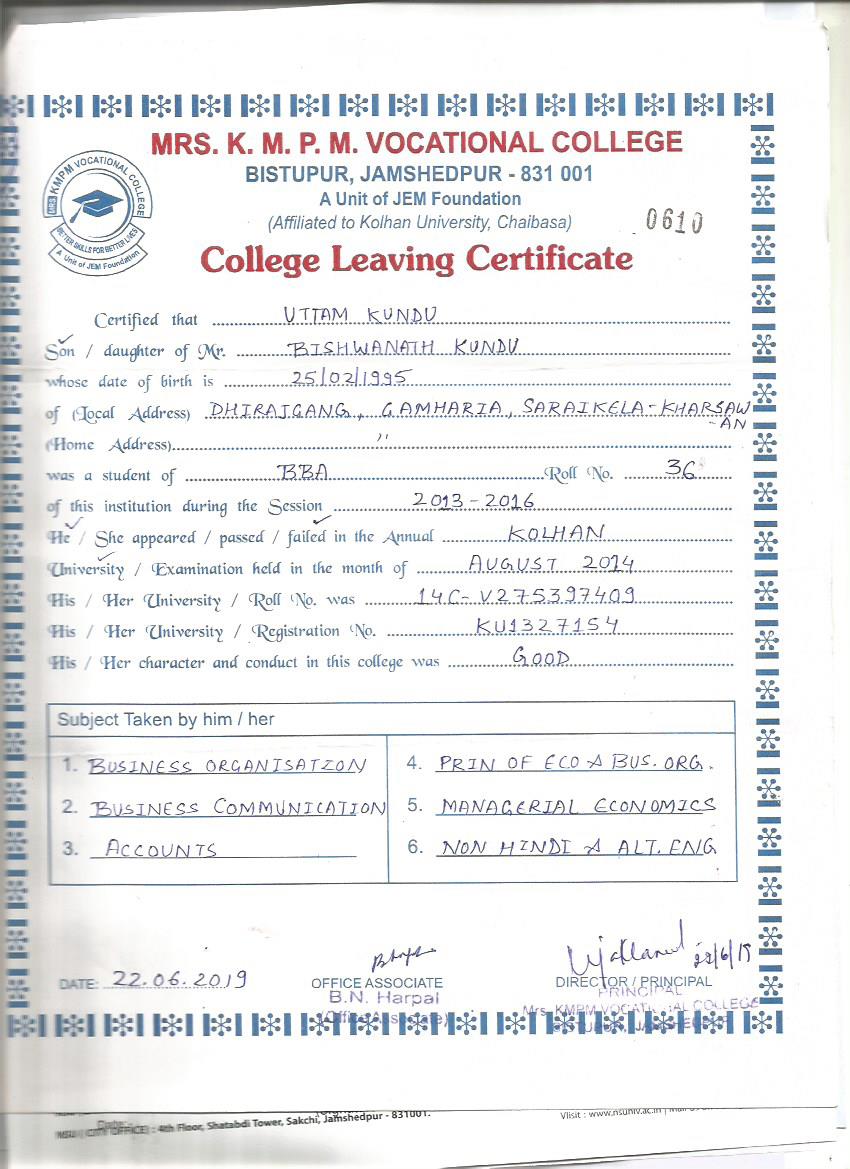 MRS. K. M. P. M. VOCATIONAL COLLEGE
BISTUPUR, JAMSHEDPUR - 831 001
A Unit of JEM Foundation
(Affiliated to Kolhan University, Chaibasa)
0610
MRS. KMPM VOCATIONAL COLLEGE
BETTER SKILLS FOR BETTER LIVES
A Unit of JEM Foundation
College Leaving Certificate
Certified that UTTAM KUNDU
Son / daughter of Mr. BISHWANATH KUNDU
whose date of birth is 25/02/1995
of (Local Address) DHIRAJGANG, GAMHARIA, SARAIKELA-KHARSAW
-AN
(Home Address) "
was a student of BBA Roll No. 36
of this institution during the Session 2013-2016
He / She appeared / passed / failed in the Annual KOLHAN
University / Examination held in the month of AUGUST 2014
His / Her University / Roll No. was 14C-V275397409
His / Her University / Registration No. KU1327154
His / Her character and conduct in this college was GOOD
Subject Taken by him / her
1. BUSINESS ORGANISATION
2. BUSINESS COMMUNICATION
3. ACCOUNTS
4. PRIN OF ECO & BUS. ORG.
5. MANAGERIAL ECONOMICS
6. NON HINDI & ALT. ENG
DATE: 22.06.2019
OFFICE ASSOCIATE
B.N. Harpal
(Office Associate)
DIRECTOR / PRINCIPAL
PRINCIPAL
Mrs. KMPM VOCATIONAL COLLEGE
BISTUPUR, JAMSHEDPUR
4th Floor, Shatabdi Tower, Sakchi, Jamshedpur - 831001.
Visit : www.nsuniv.ac.in